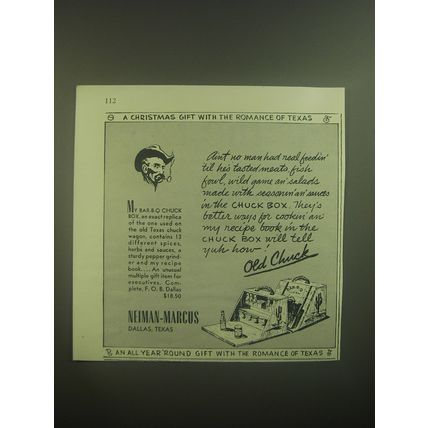 112
A CHRISTMAS GIFT WITH THE ROMANCE OF TEXAS
Aint no man had real feedin'
'til he's tasted meats, fish
fowl, wild game an' salads
made with seasonin' an' sauces
in the CHUCK BOX. They's
better ways for cookin' an'
my recipe book in the
CHUCK BOX will tell
yuh how!
Old Chuck
MY BAR-B-Q CHUCK
BOX, an exact replica
of the one used on
the old Texas chuck
wagon, contains 13
different spices,
herbs and sauces, a
sturdy pepper grind-
er and my recipe
book.... An unusual
multiple gift item for
executives. Com-
plete, F. O. B. Dallas
$18.50
NEIMAN-MARCUS
DALLAS, TEXAS
AN ALL YEAR 'ROUND GIFT WITH THE ROMANCE OF TEXAS